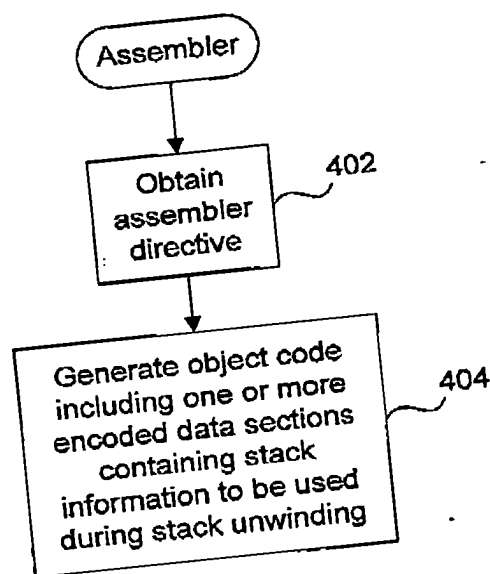 Assembler
Obtain
assembler
directive
402
Generate object code
including one or more
encoded data sections
containing stack
information to be used
during stack unwinding
404